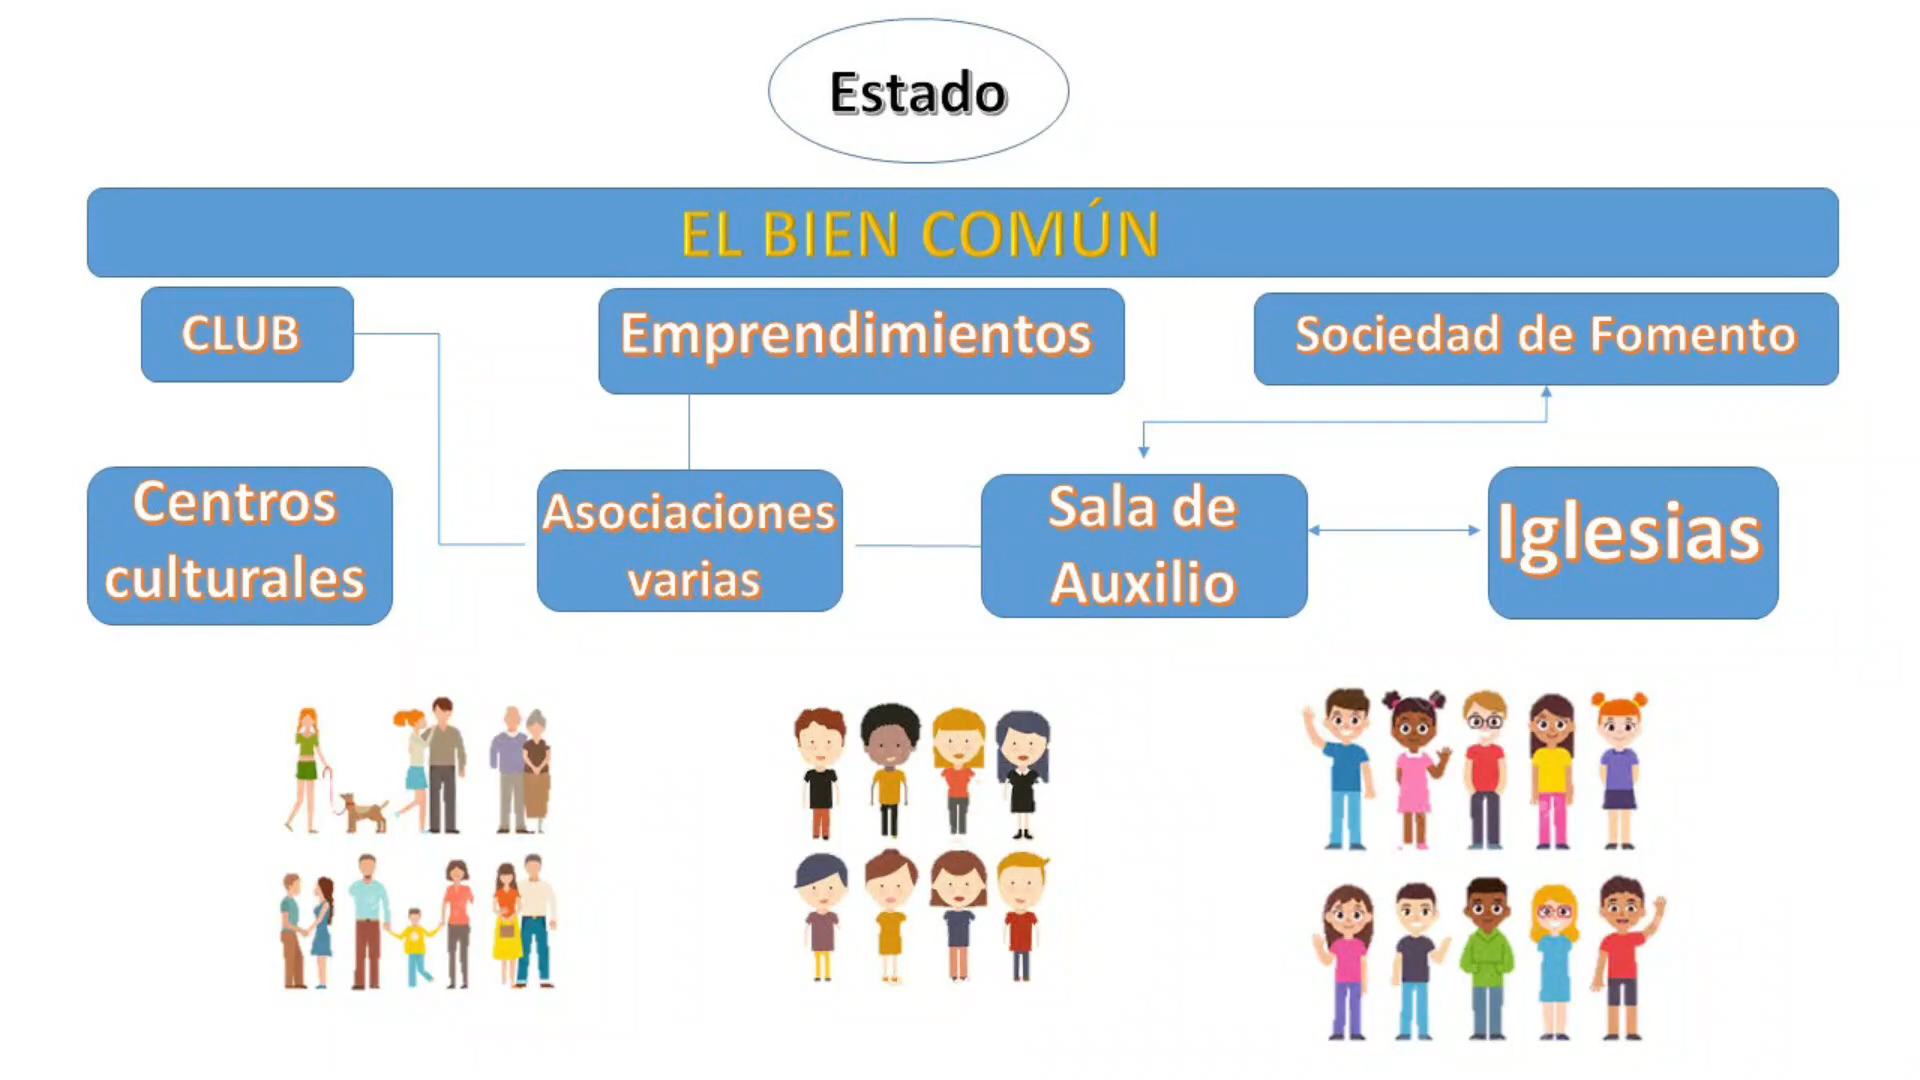 Estado
EL BIEN COMÚN
CLUB
Emprendimientos
Sociedad de Fomento
Centros
culturales
Asociaciones
varias
Sala de
Auxilio
Iglesias